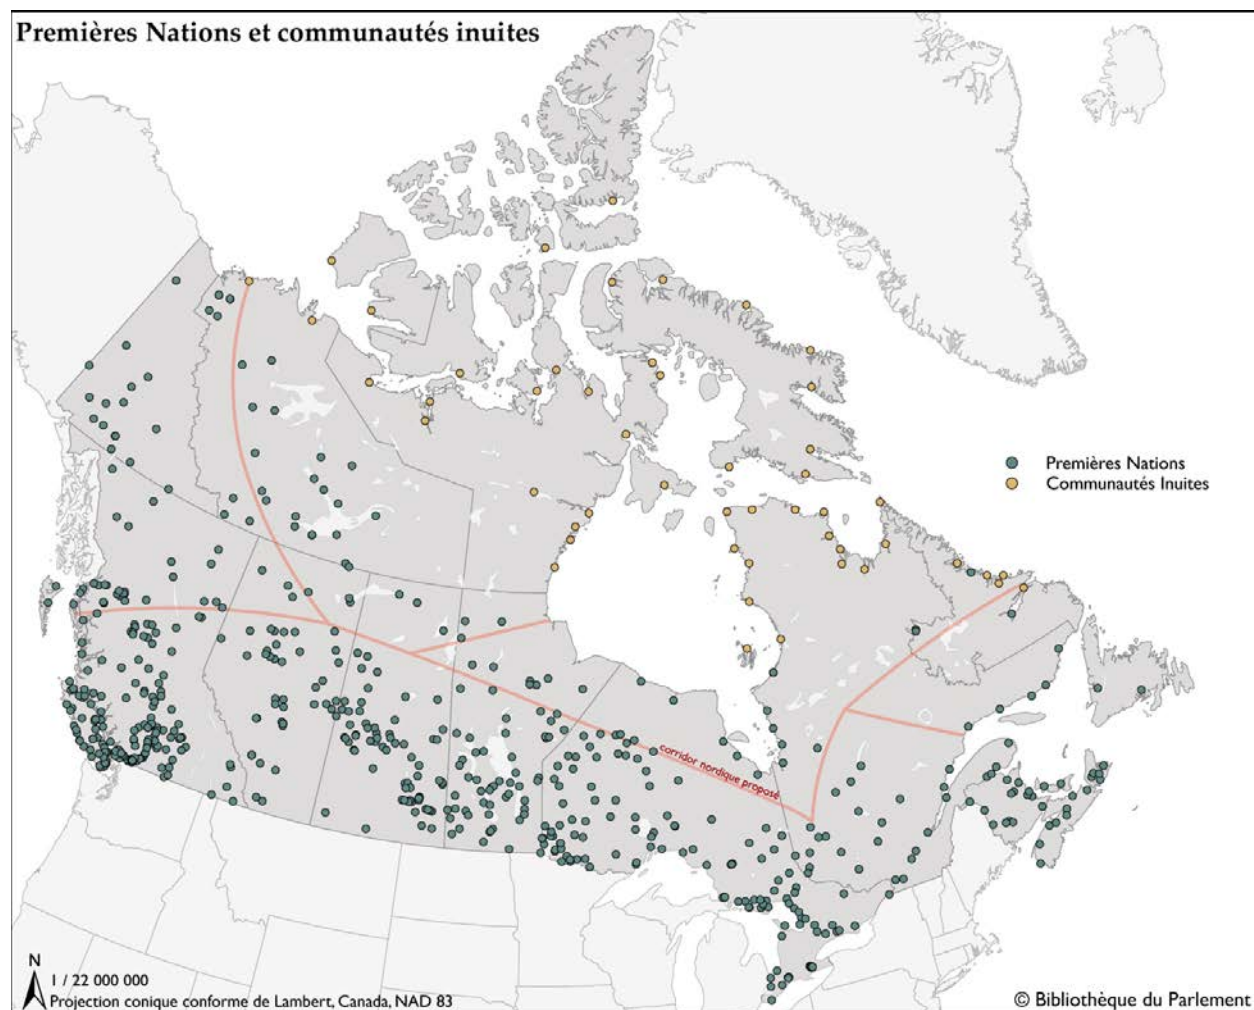 Premières Nations et communautés inuites
Premières Nations
Communautés Inuites
corridor nordique proposé
N
1 / 22 000 000
Projection conique conforme de Lambert, Canada, NAD 83
© Bibliothèque du Parlement